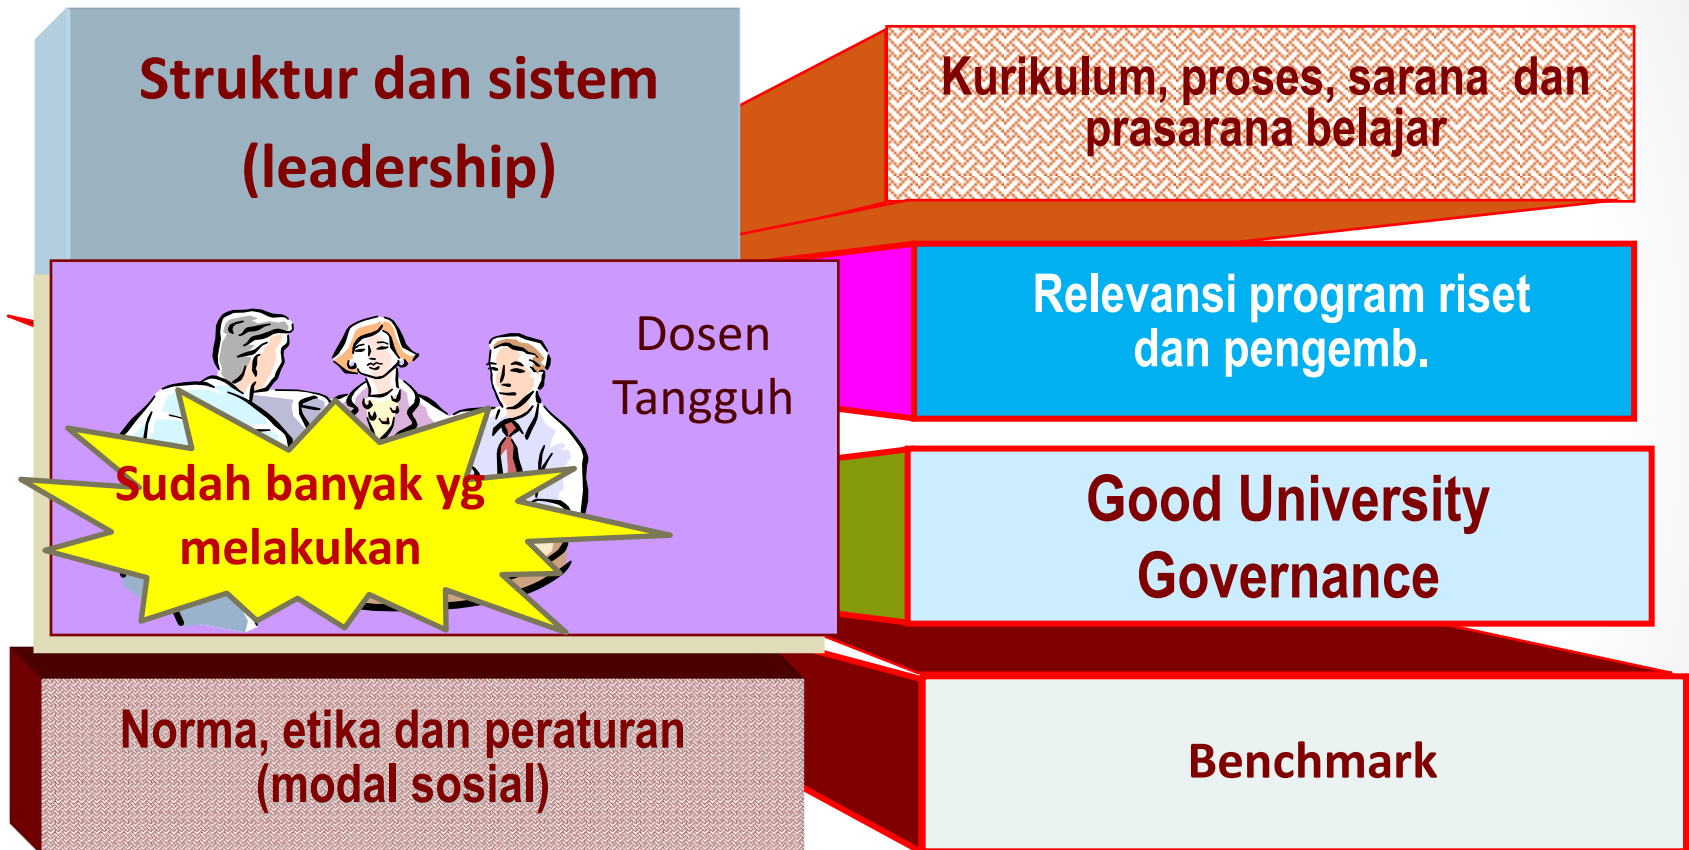 Struktur dan sistem
(leadership)
Dosen
Tangguh
Sudah banyak yg
melakukan
Norma, etika dan peraturan
(modal sosial)
Kurikulum, proses, sarana dan
prasarana belajar
Relevansi program riset
dan pengemb.
Good University
Governance
Benchmark